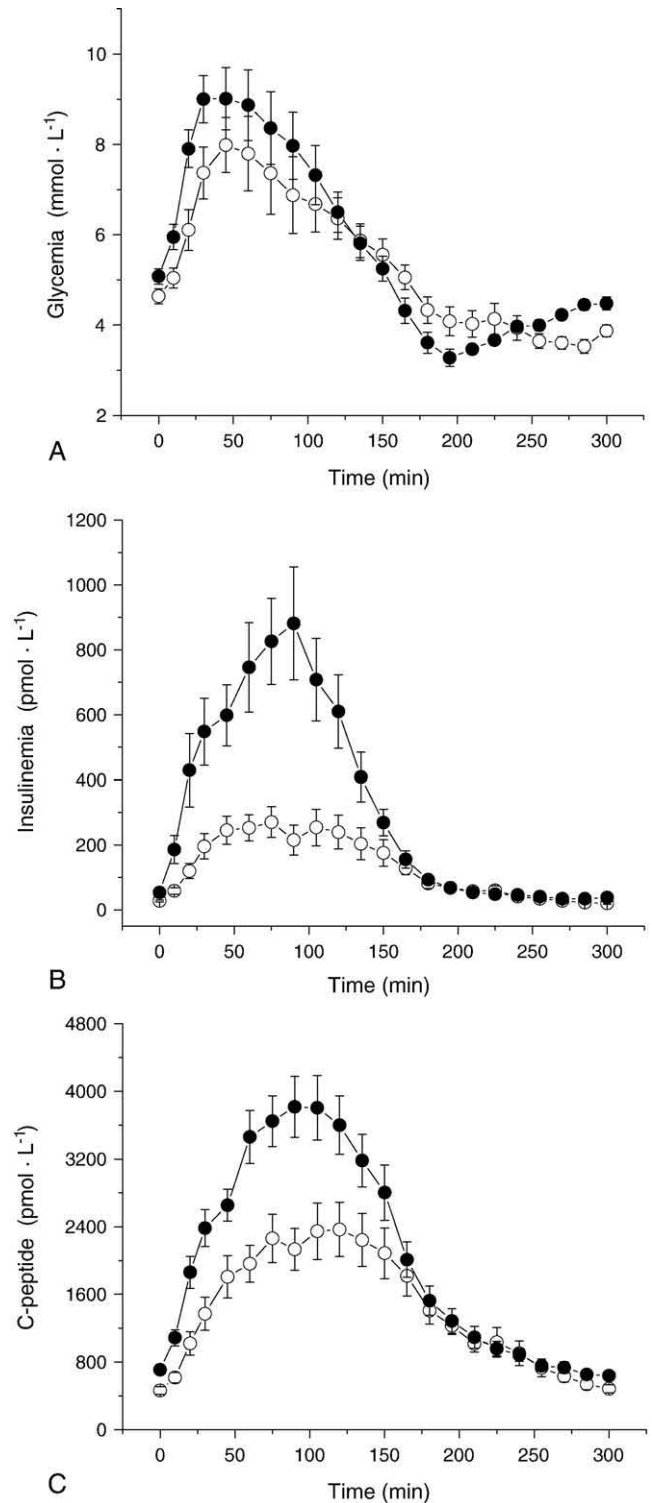 10
8
6
4
2
Glycemia (mmol · L⁻¹)
0 50 100 150 200 250 300
A
Time (min)
1200
1000
800
600
400
200
0
Insulinemia (pmol · L⁻¹)
0 50 100 150 200 250 300
B
Time (min)
4800
4000
3200
2400
1600
800
0
C-peptide (pmol · L⁻¹)
0 50 100 150 200 250 300
C
Time (min)